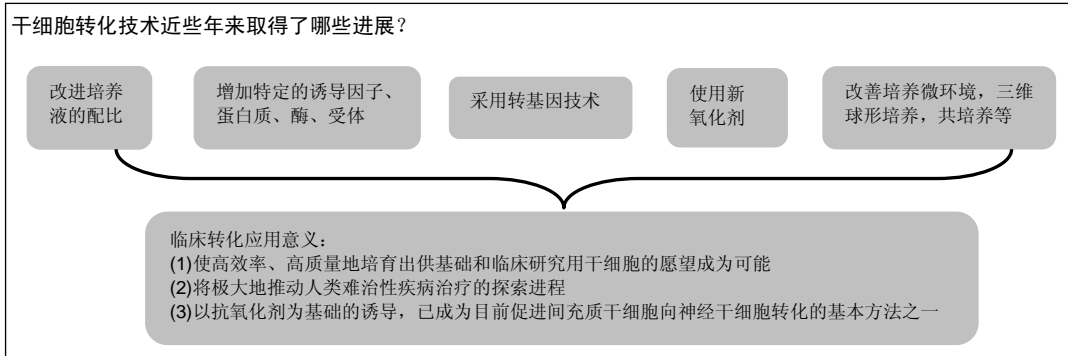 干细胞转化技术近些年来取得了哪些进展?
改进培养
液的配比
增加特定的诱导因子、
蛋白质、酶、受体
采用转基因技术
使用新
氧化剂
改善培养微环境，三维
球形培养，共培养等
临床转化应用意义：
(1)使高效率、高质量地培育出供基础和临床研究用干细胞的愿望成为可能
(2)将极大地推动人类难治性疾病治疗的探索进程
(3)以抗氧化剂为基础的诱导，已成为目前促进间充质干细胞向神经干细胞转化的基本方法之一